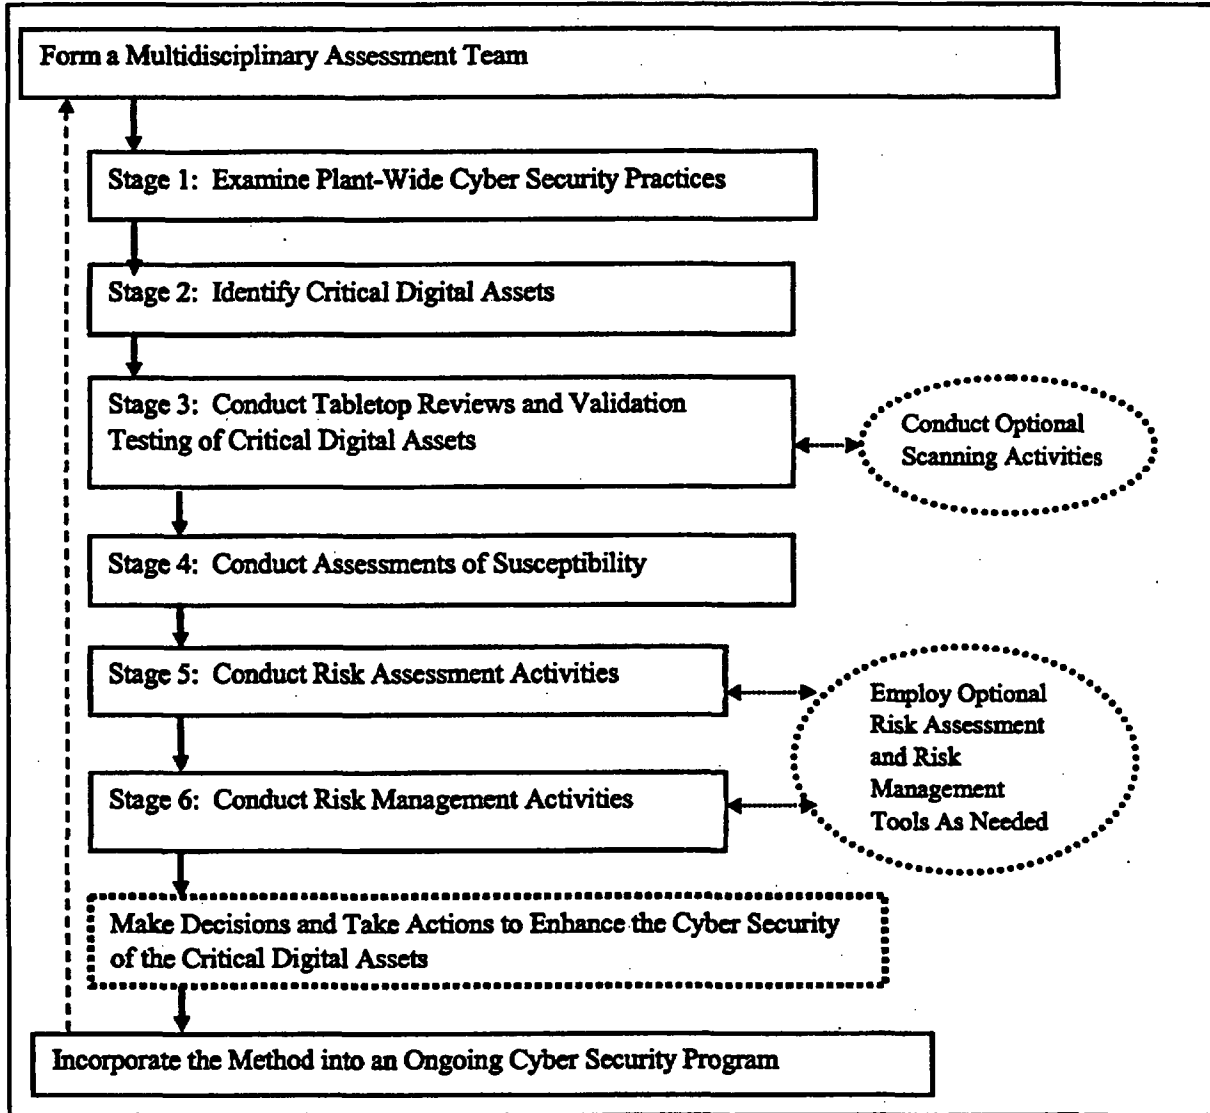 Form a Multidisciplinary Assessment Team
Stage 1: Examine Plant-Wide Cyber Security Practices
Stage 2: Identify Critical Digital Assets
Stage 3: Conduct Tabletop Reviews and Validation
Testing of Critical Digital Assets
Conduct Optional
Scanning Activities
Stage 4: Conduct Assessments of Susceptibility
Stage 5: Conduct Risk Assessment Activities
Employ Optional
Risk Assessment
and Risk
Management
Tools As Needed
Stage 6: Conduct Risk Management Activities
Make Decisions and Take Actions to Enhance the Cyber Security
of the Critical Digital Assets
Incorporate the Method into an Ongoing Cyber Security Program